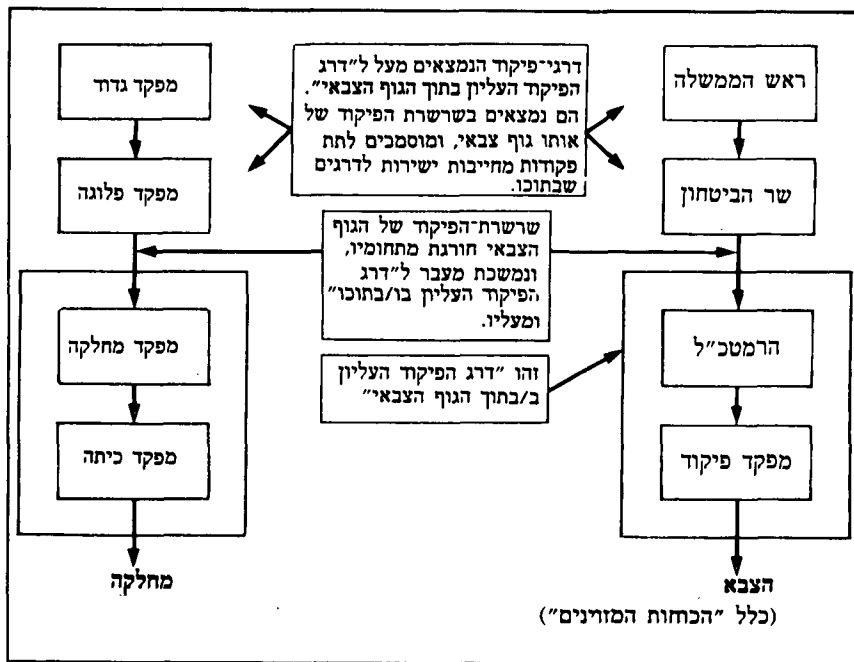 ראש הממשלה
שר הביטחון
הרמטכ"ל
מפקד פיקוד
הצבא
(כלל "הכוחות המזוינים")
דרגי־פיקוד הנמצאים מעל ל"דרג
הפיקוד העליון בתוך הגוף הצבאי".
הם נמצאים בשרשרת הפיקוד של
אותו גוף צבאי, ומוסמכים לתת
פקודות מחייבות ישירות לדרגים
שבתוכו.
שרשרת־הפיקוד של הגוף
הצבאי חורגת מתחומיו,
ונמשכת מעבר ל"דרג
הפיקוד העליון בו/בתוכו"
ומעליו.
זהו "דרג הפיקוד העליון
ב/בתוך הגוף הצבאי"
מפקד גדוד
מפקד פלוגה
מפקד מחלקה
מפקד כיתה
מחלקה